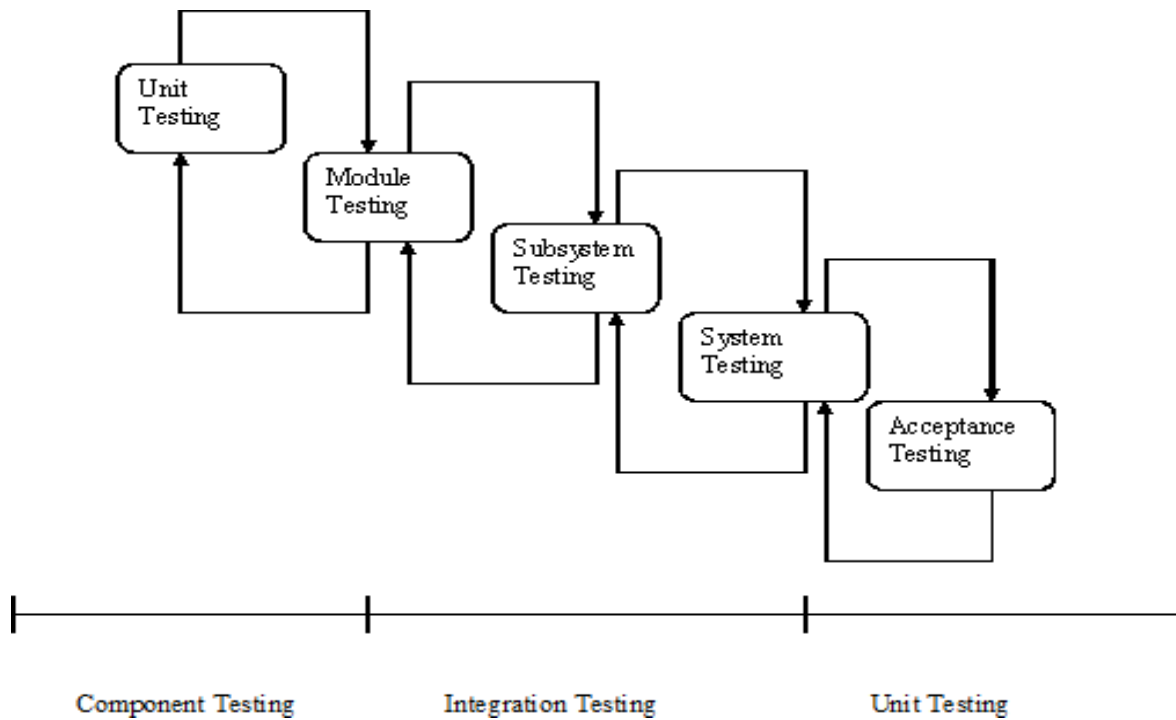 Unit
Testing
Module
Testing
Subsystem
Testing
System
Testing
Acceptance
Testing
Component Testing
Integration Testing
Unit Testing